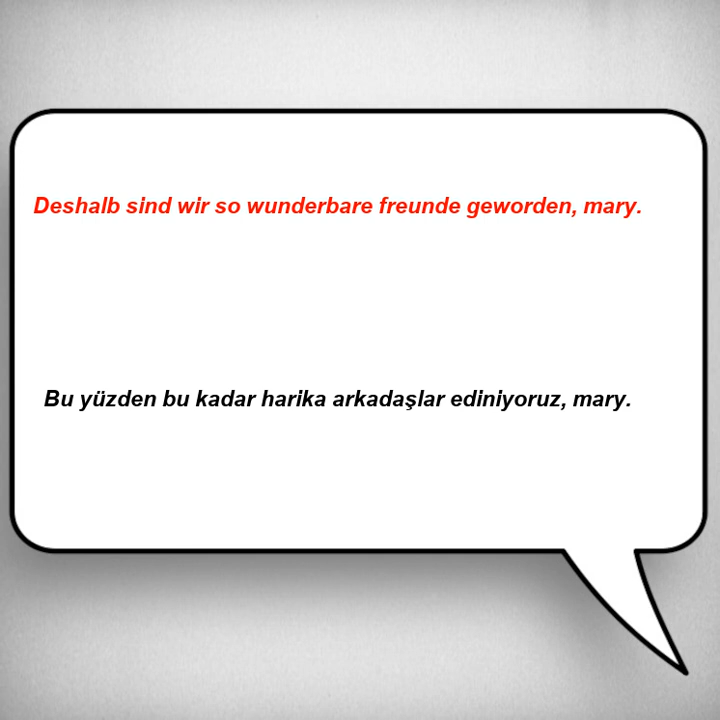 Deshalb sind wir so wunderbare freunde geworden, mary.
Bu yüzden bu kadar harika arkadaşlar ediniyoruz, mary.